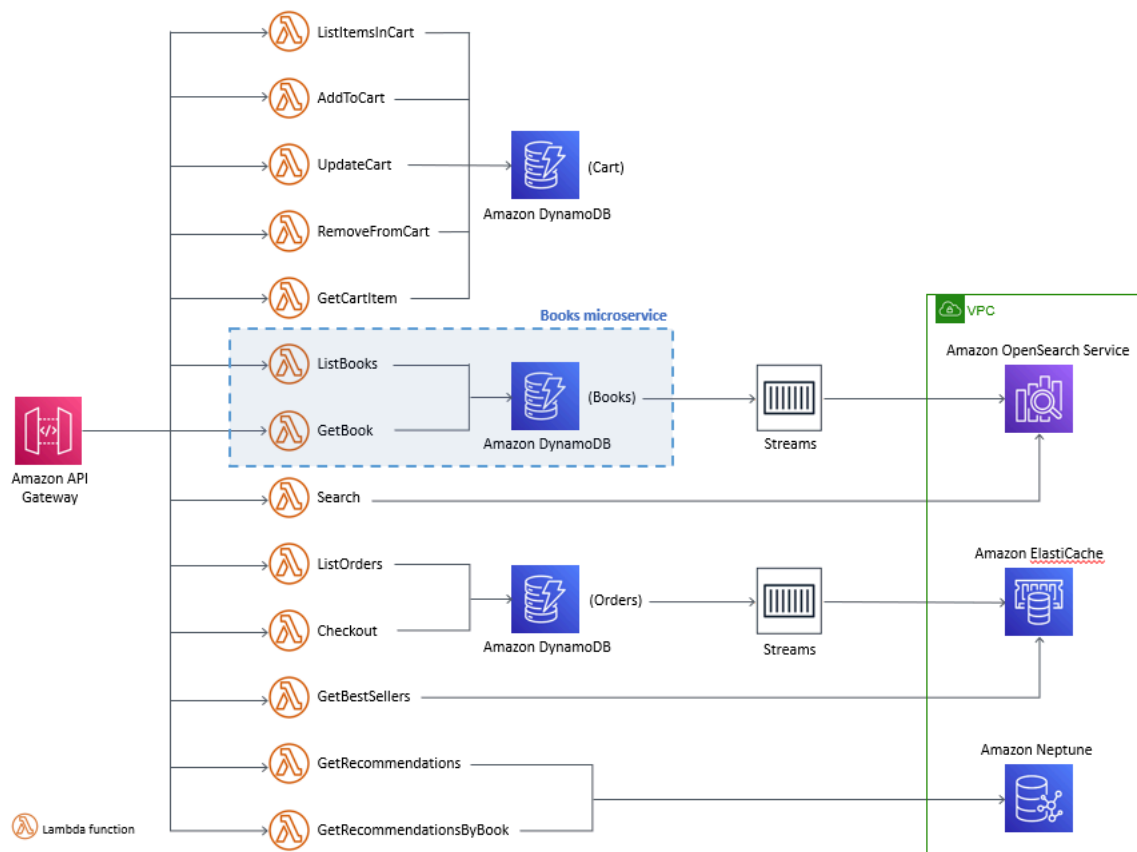 ListItemsInCart
AddToCart
UpdateCart
(Cart)
Amazon DynamoDB
RemoveFromCart
GetCartItem
Books microservice
VPC
ListBooks
Amazon OpenSearch Service
(Books)
GetBook
Amazon DynamoDB
Streams
Amazon API
Gateway
Search
ListOrders
Amazon ElastiCache
(Orders)
Checkout
Amazon DynamoDB
Streams
GetBestSellers
Amazon Neptune
GetRecommendations
Lambda function
GetRecommendationsByBook